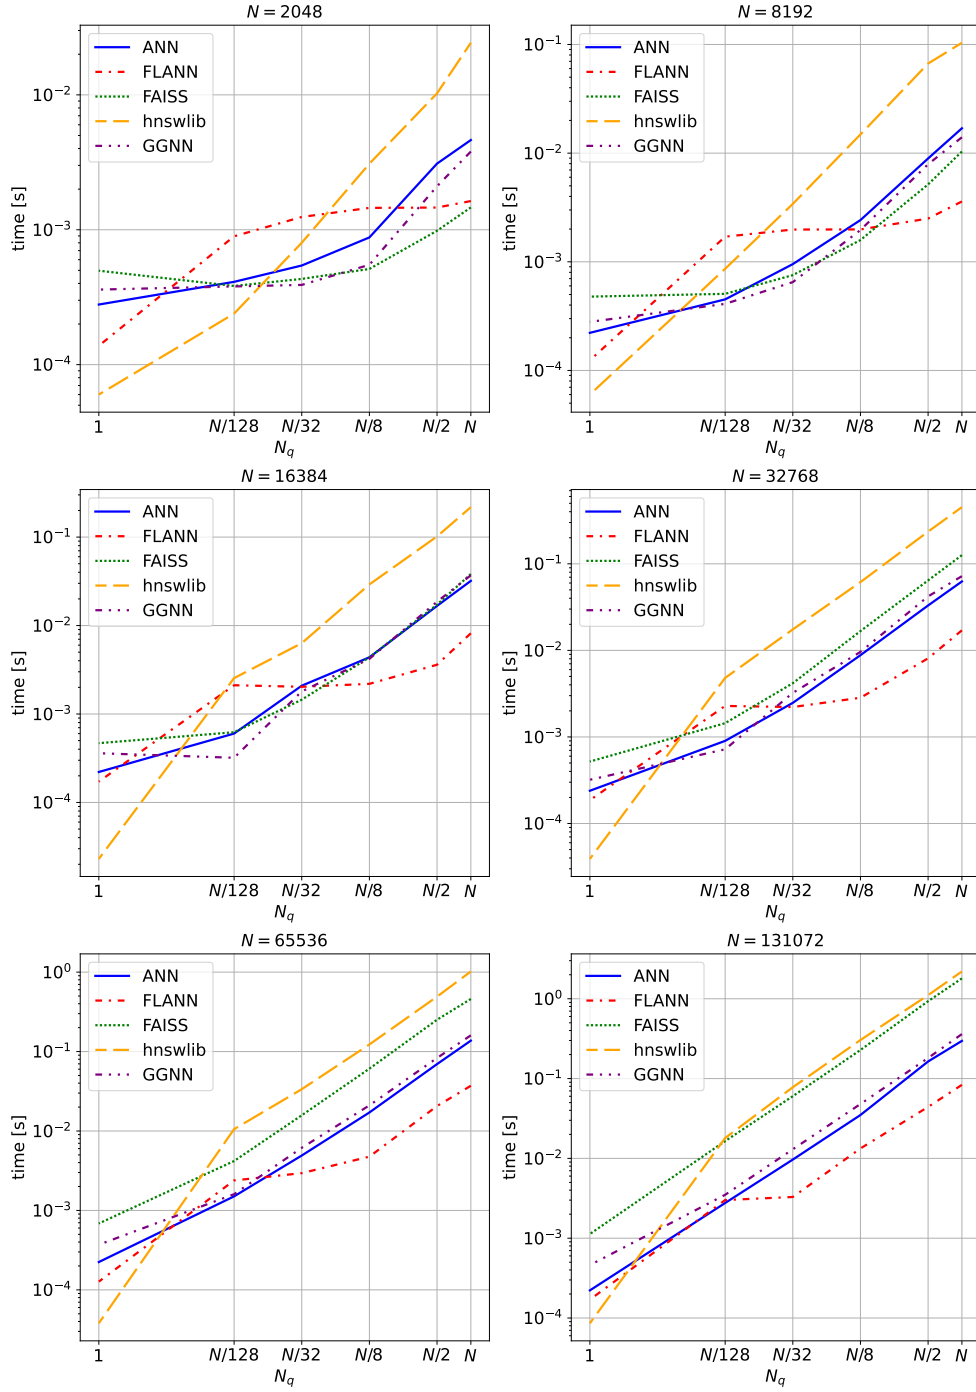 N = 2048
ANN
FLANN
FAISS
hnswlib
GGNN
10⁻²
10⁻³
10⁻⁴
time [s]
1 N/128 N/32 N/8 N/2 N
N_q
N = 8192
ANN
FLANN
FAISS
hnswlib
GGNN
10⁻¹
10⁻²
10⁻³
10⁻⁴
time [s]
1 N/128 N/32 N/8 N/2 N
N_q
N = 16384
ANN
FLANN
FAISS
hnswlib
GGNN
10⁻¹
10⁻²
10⁻³
10⁻⁴
time [s]
1 N/128 N/32 N/8 N/2 N
N_q
N = 32768
ANN
FLANN
FAISS
hnswlib
GGNN
10⁻¹
10⁻²
10⁻³
10⁻⁴
time [s]
1 N/128 N/32 N/8 N/2 N
N_q
N = 65536
ANN
FLANN
FAISS
hnswlib
GGNN
10⁰
10⁻¹
10⁻²
10⁻³
10⁻⁴
time [s]
1 N/128 N/32 N/8 N/2 N
N_q
N = 131072
ANN
FLANN
FAISS
hnswlib
GGNN
10⁰
10⁻¹
10⁻²
10⁻³
10⁻⁴
time [s]
1 N/128 N/32 N/8 N/2 N
N_q